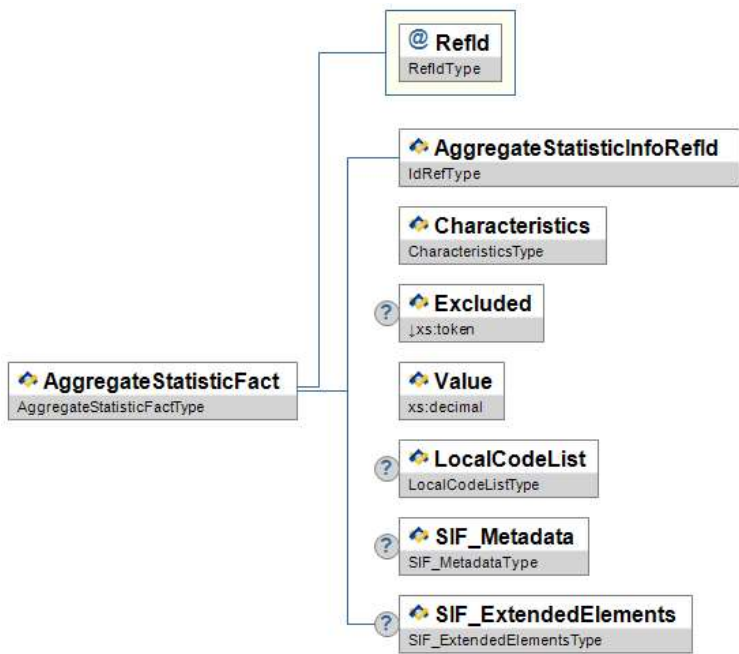 @ RefId
RefIdType
AggregateStatisticInfoRefId
IdRefType
Characteristics
CharacteristicsType
? Excluded
↓xs:token
AggregateStatisticFact
AggregateStatisticFactType
Value
xs:decimal
? LocalCodeList
LocalCodeListType
? SIF_Metadata
SIF_MetadataType
? SIF_ExtendedElements
SIF_ExtendedElementsType